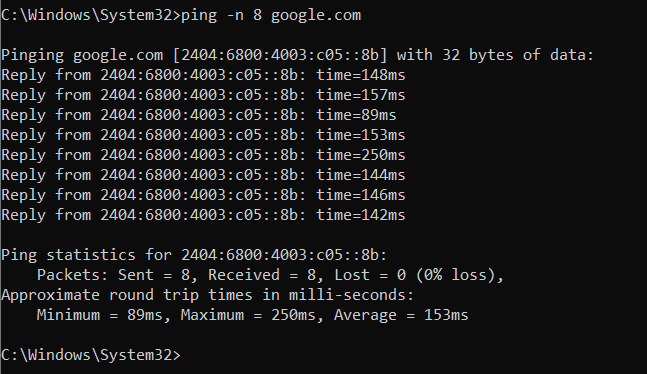 C:\Windows\System32>ping -n 8 google.com
Pinging google.com [2404:6800:4003:c05::8b] with 32 bytes of data:
Reply from 2404:6800:4003:c05::8b: time=148ms
Reply from 2404:6800:4003:c05::8b: time=157ms
Reply from 2404:6800:4003:c05::8b: time=89ms
Reply from 2404:6800:4003:c05::8b: time=153ms
Reply from 2404:6800:4003:c05::8b: time=250ms
Reply from 2404:6800:4003:c05::8b: time=144ms
Reply from 2404:6800:4003:c05::8b: time=146ms
Reply from 2404:6800:4003:c05::8b: time=142ms
Ping statistics for 2404:6800:4003:c05::8b:
    Packets: Sent = 8, Received = 8, Lost = 0 (0% loss),
Approximate round trip times in milli-seconds:
    Minimum = 89ms, Maximum = 250ms, Average = 153ms
C:\Windows\System32>